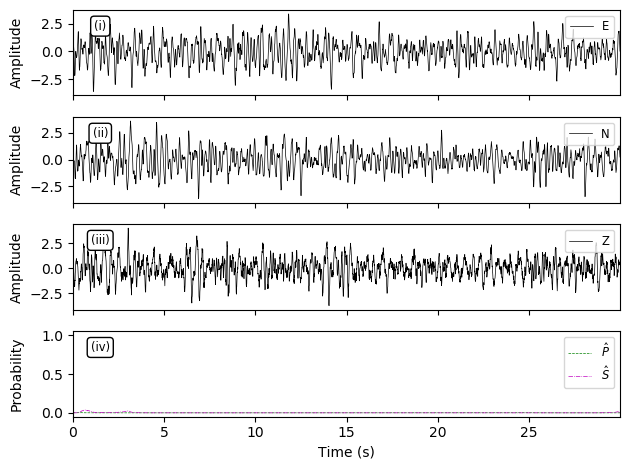 Amplitude
2.5
0.0
−2.5
(i)
E
Amplitude
2.5
0.0
−2.5
(ii)
N
Amplitude
2.5
0.0
−2.5
(iii)
Z
Probability
1.0
0.5
0.0
(iv)
P̂
Ŝ
0 5 10 15 20 25
Time (s)